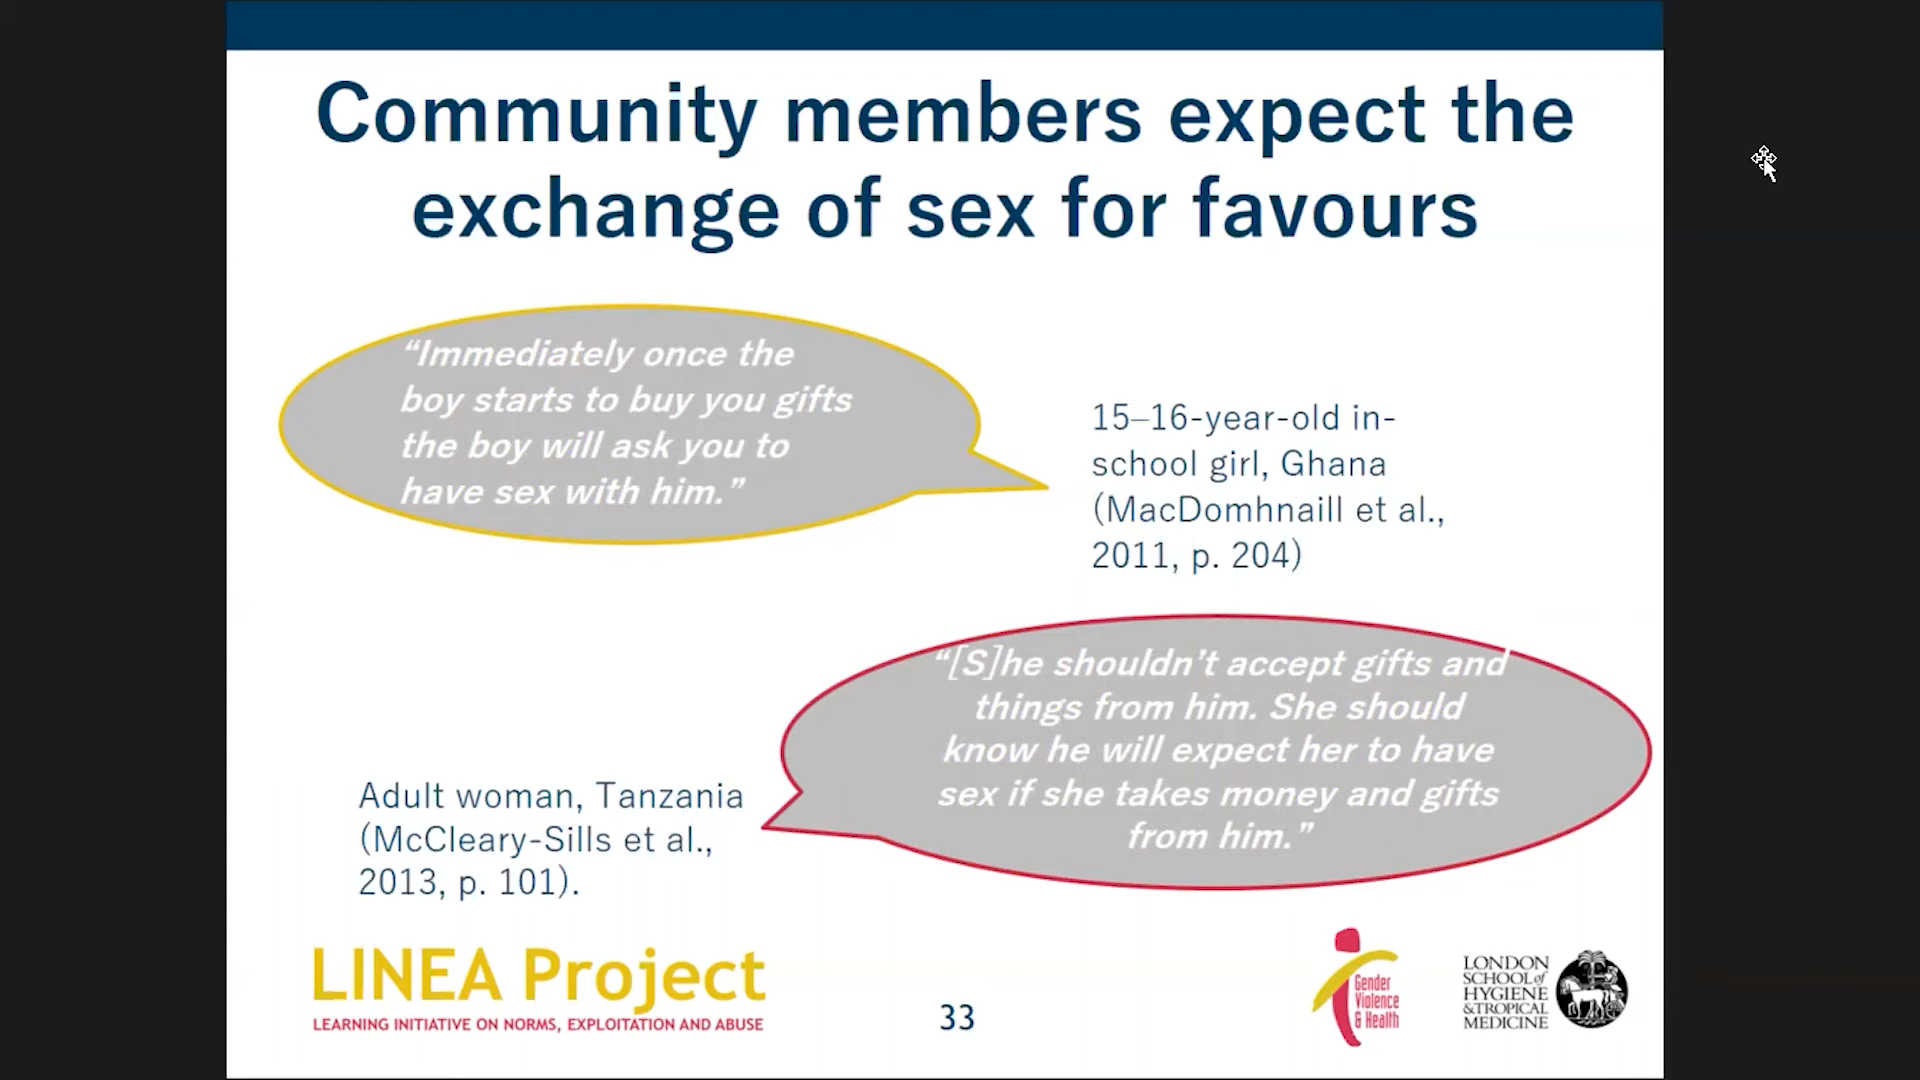 Community members expect the
exchange of sex for favours
“Immediately once the
boy starts to buy you gifts
the boy will ask you to
have sex with him.”
15–16-year-old in-
school girl, Ghana
(MacDomhnaill et al.,
2011, p. 204)
“[S]he shouldn’t accept gifts and
things from him. She should
know he will expect her to have
sex if she takes money and gifts
from him.”
Adult woman, Tanzania
(McCleary-Sills et al.,
2013, p. 101).
LINEA Project
LEARNING INITIATIVE ON NORMS, EXPLOITATION AND ABUSE
33
Gender
Violence
& Health
LONDON
SCHOOL of
HYGIENE
& TROPICAL
MEDICINE